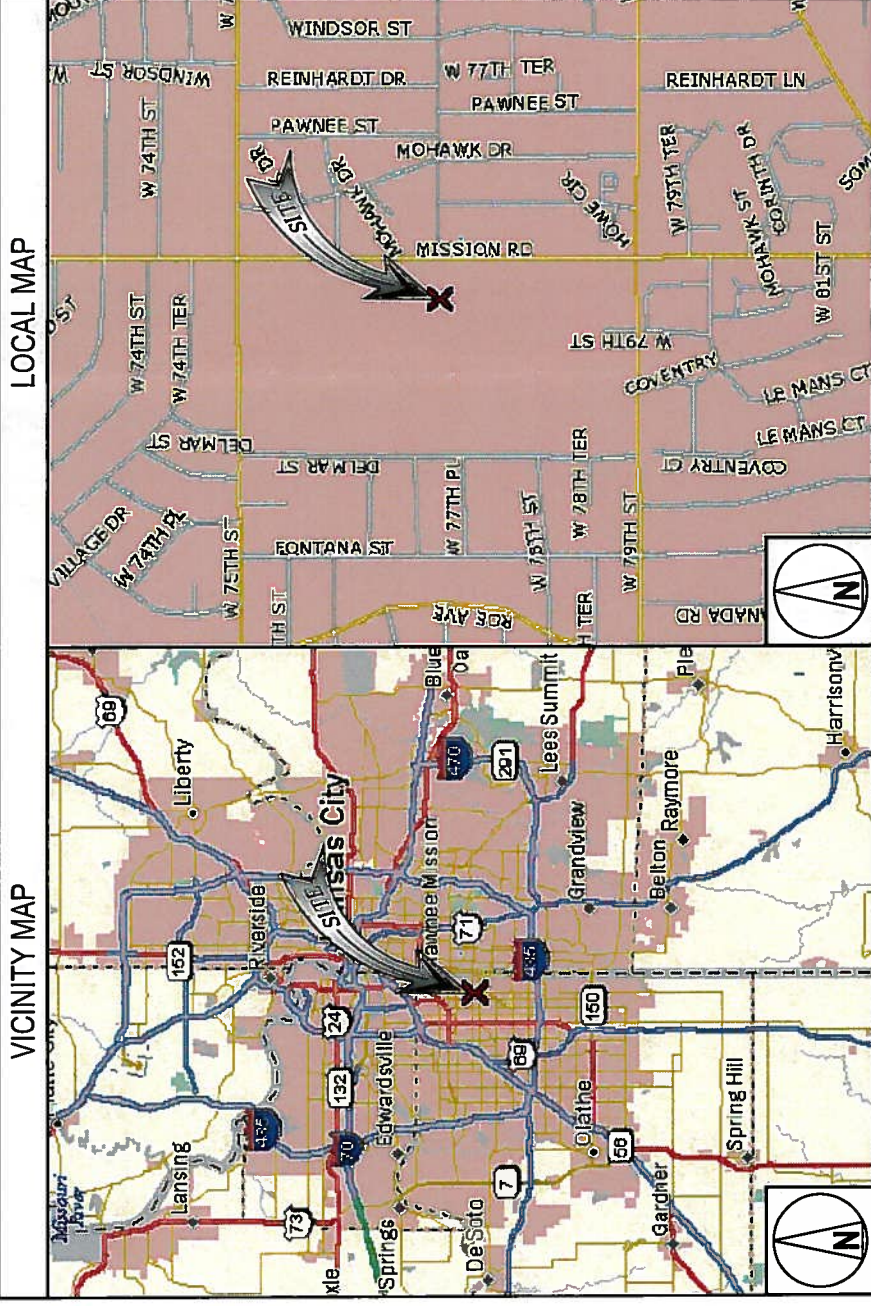 VICINITY MAP
Missouri
River
Lansing
73
435
152
Riverside
Liberty
69
SITE
24
132
70
Edwardsville
Springs
De Soto
7
71
470
291
Blue
Lees Summit
435
69
150
Olathe
56
Gardner
Spring Hill
Grandview
Belton
Raymore
Harrisonv
N
LOCAL MAP
VILLAGE DR
W 74TH PL
W 74TH ST
W 74TH TER
W 74TH ST
WINDSOR ST
WINDSOR ST
DELMAR ST
W 75TH ST
FONTANA ST
DELMAR ST
ROE AVE
W 77TH PL
W 78TH ST
W 78TH TER
W 79TH ST
SITE
DR
MOHAWK DR
MISSION RD
PAWNEE ST
REINHARDT DR
W 77TH TER
PAWNEE ST
MOHAWK DR
HOWE CIR
REINHARDT LN
W 79TH TER
MOHAWK ST
CORINTH DR
W 81ST ST
W 79TH ST
COVENTRY
LE MANS CT
LE MANS CT
COVENTRY CT
N